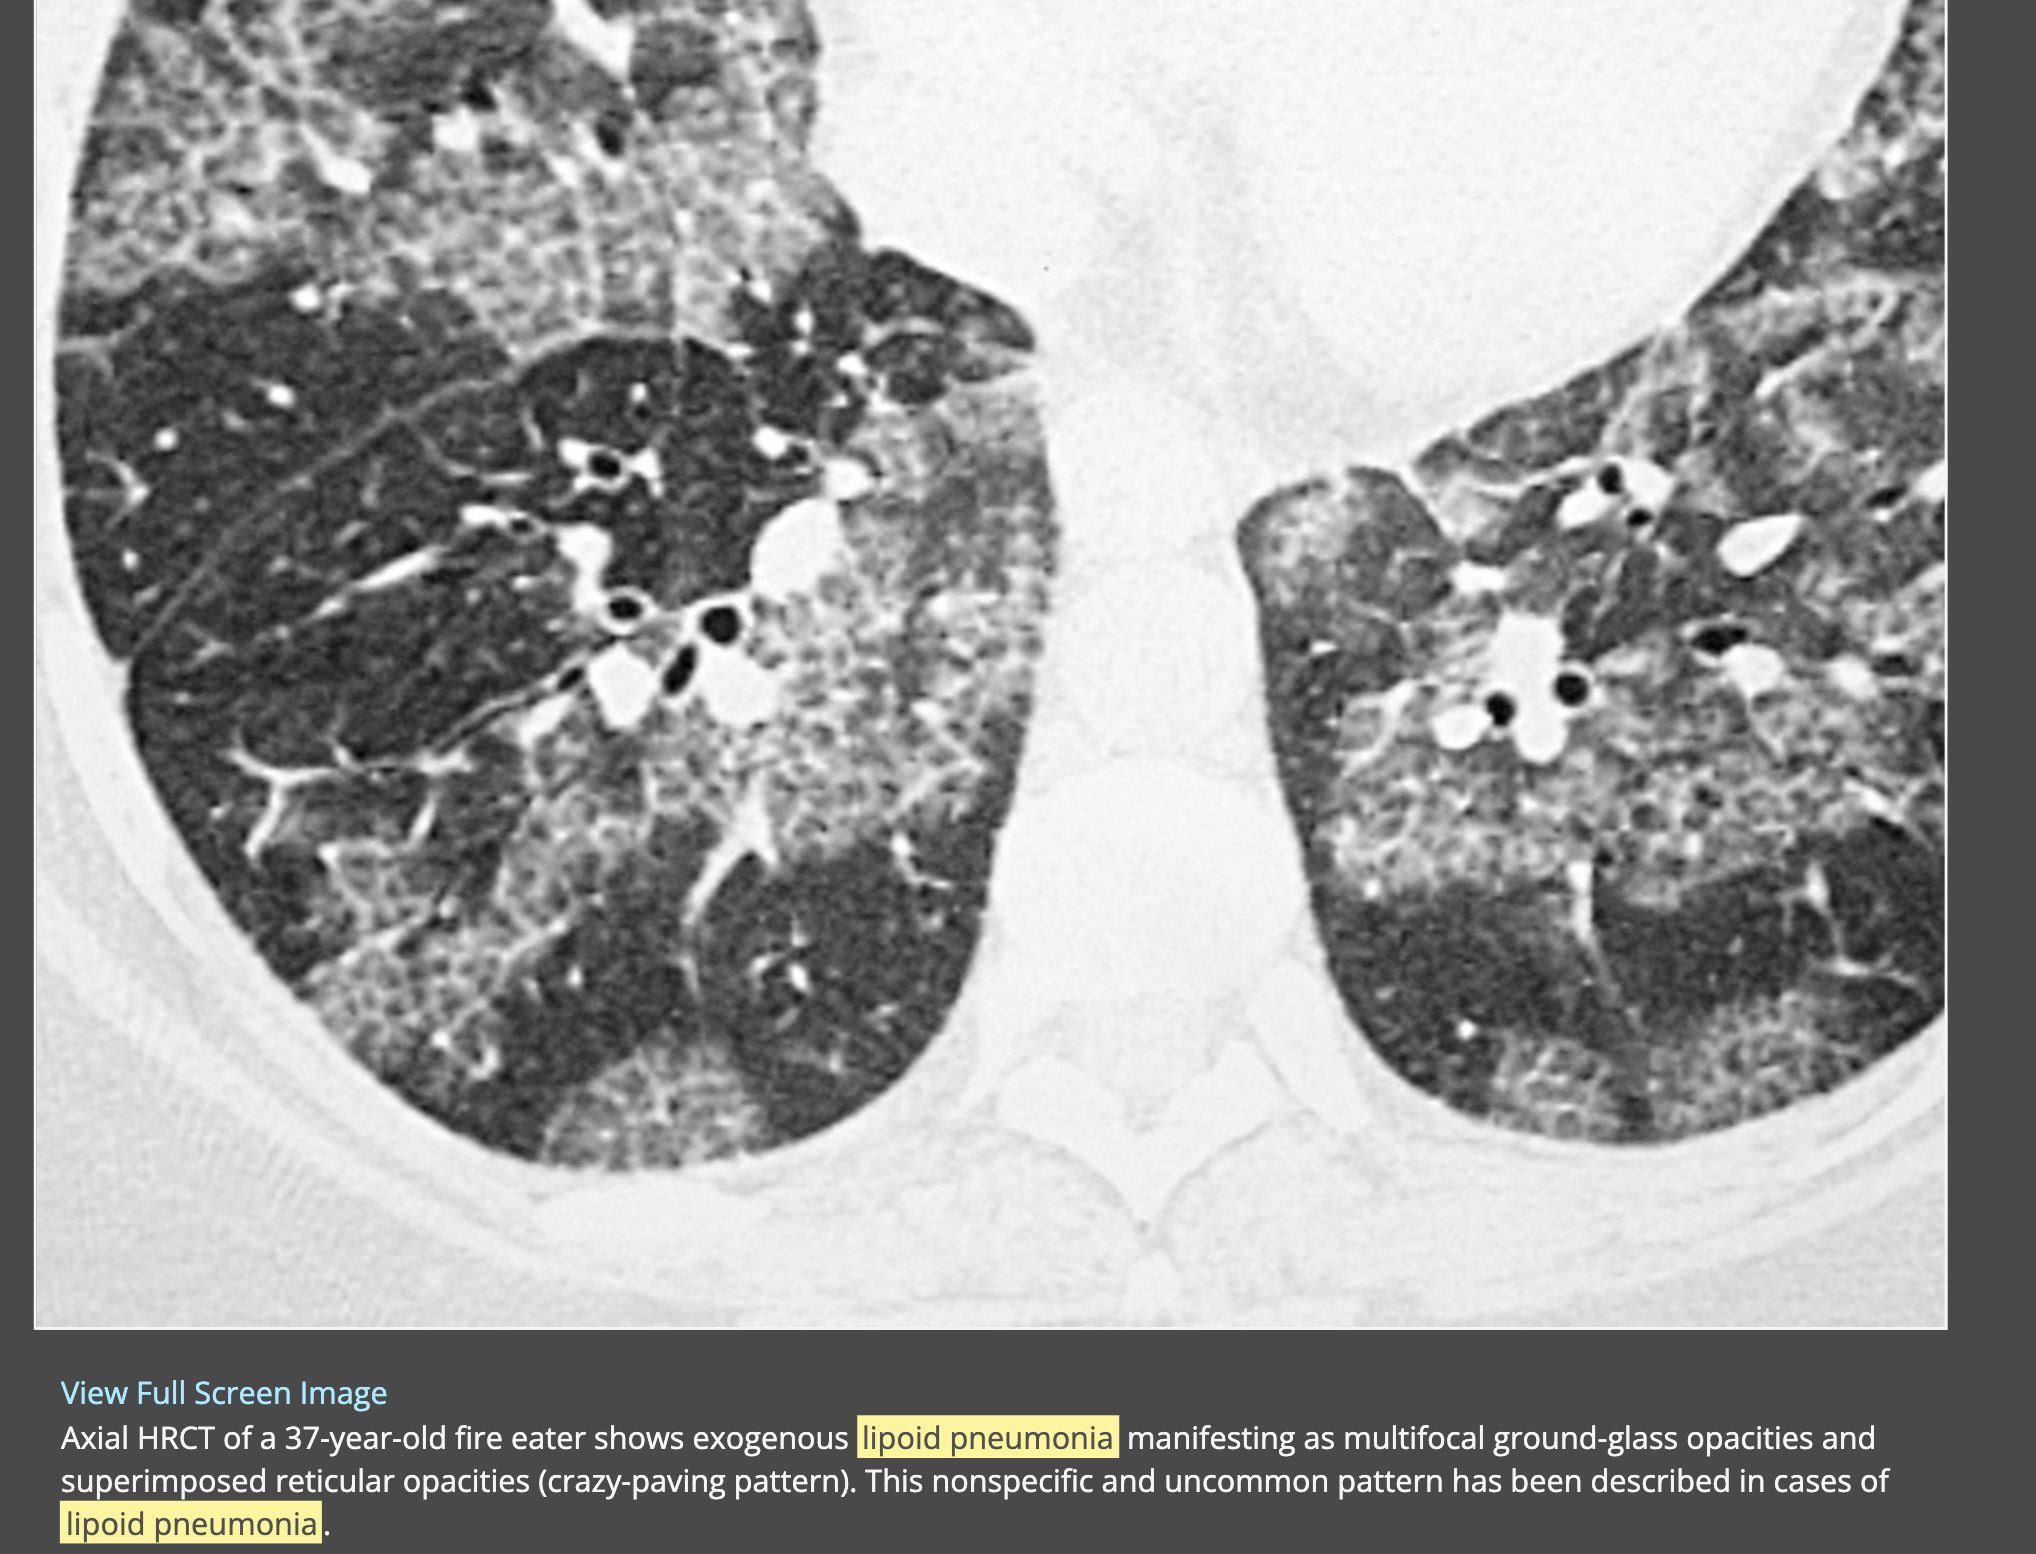 View Full Screen Image
Axial HRCT of a 37-year-old fire eater shows exogenous lipoid pneumonia manifesting as multifocal ground-glass opacities and
superimposed reticular opacities (crazy-paving pattern). This nonspecific and uncommon pattern has been described in cases of
lipoid pneumonia.